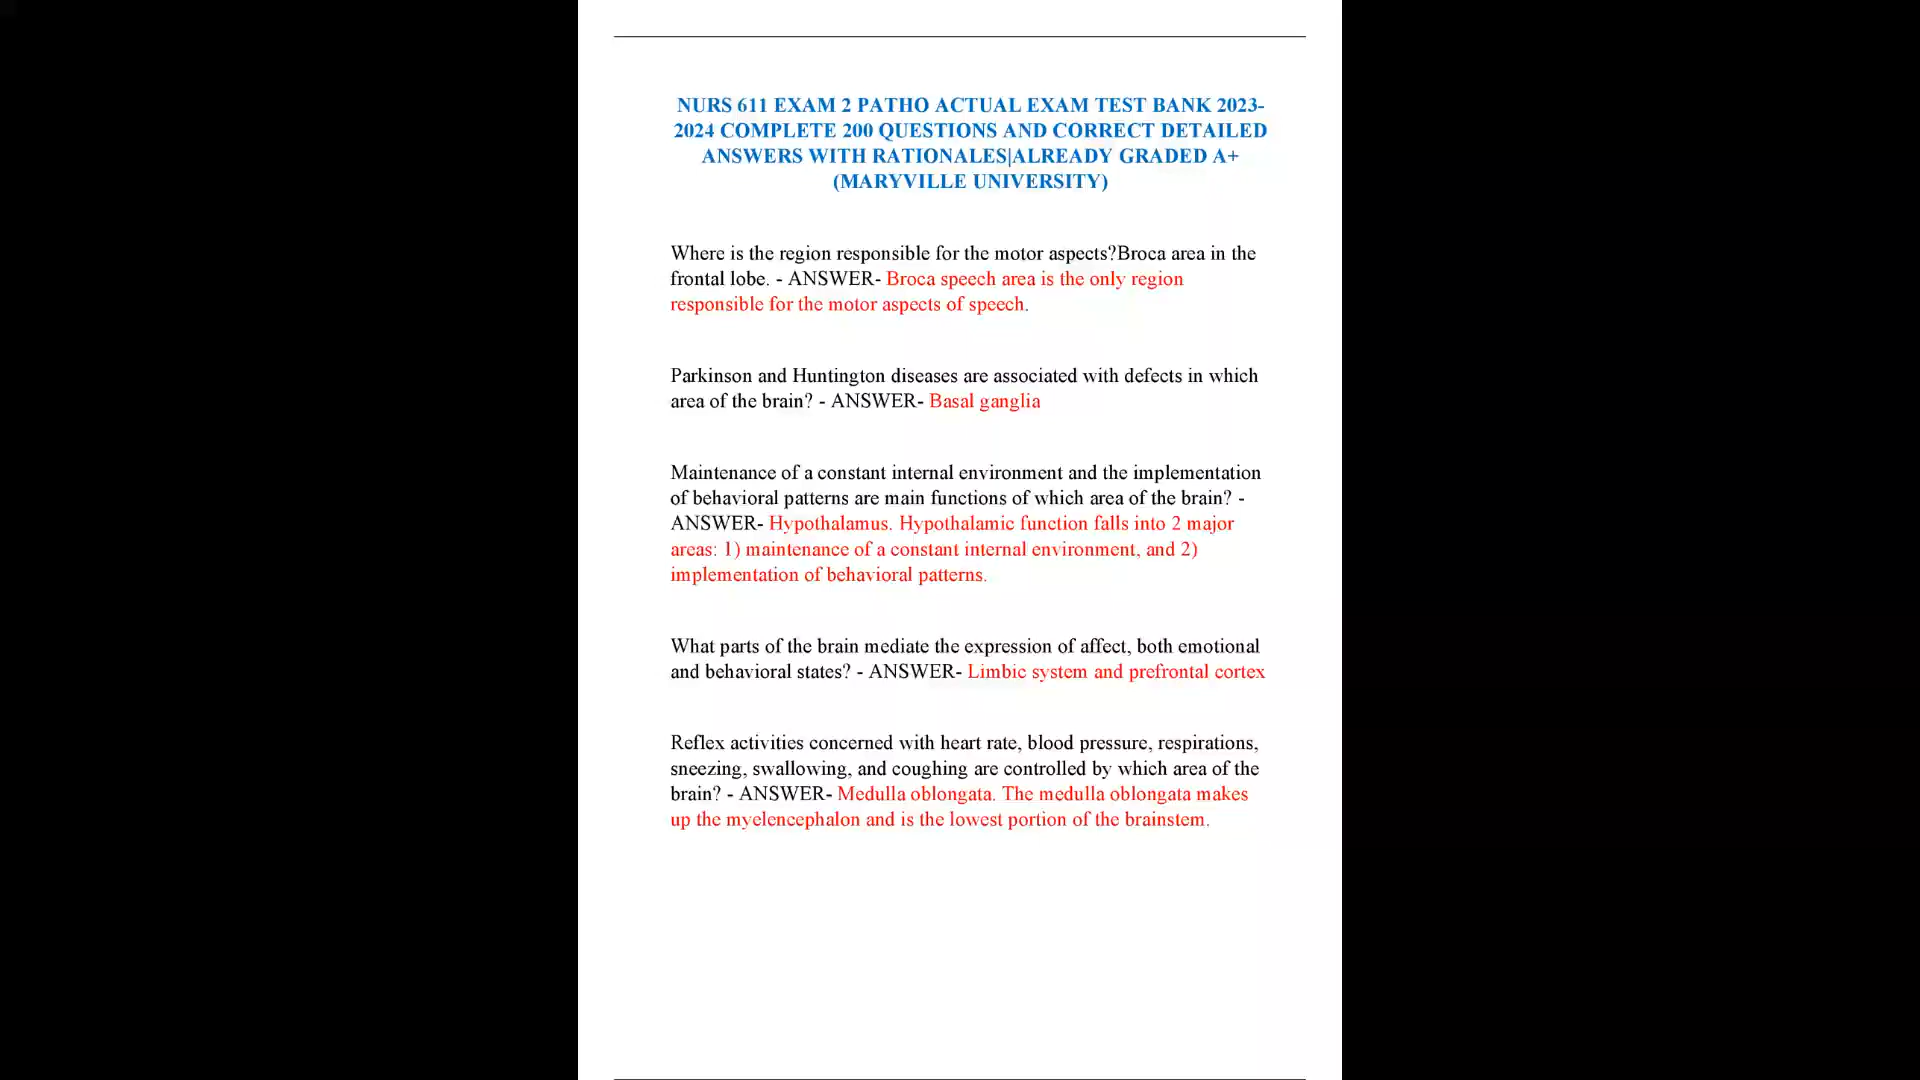 NURS 611 EXAM 2 PATHO ACTUAL EXAM TEST BANK 2023-
2024 COMPLETE 200 QUESTIONS AND CORRECT DETAILED
ANSWERS WITH RATIONALES|ALREADY GRADED A+
(MARYVILLE UNIVERSITY)
Where is the region responsible for the motor aspects?Broca area in the
frontal lobe. - ANSWER- Broca speech area is the only region
responsible for the motor aspects of speech.
Parkinson and Huntington diseases are associated with defects in which
area of the brain? - ANSWER- Basal ganglia
Maintenance of a constant internal environment and the implementation
of behavioral patterns are main functions of which area of the brain? -
ANSWER- Hypothalamus. Hypothalamic function falls into 2 major
areas: 1) maintenance of a constant internal environment, and 2)
implementation of behavioral patterns.
What parts of the brain mediate the expression of affect, both emotional
and behavioral states? - ANSWER- Limbic system and prefrontal cortex
Reflex activities concerned with heart rate, blood pressure, respirations,
sneezing, swallowing, and coughing are controlled by which area of the
brain? - ANSWER- Medulla oblongata. The medulla oblongata makes
up the myelencephalon and is the lowest portion of the brainstem.